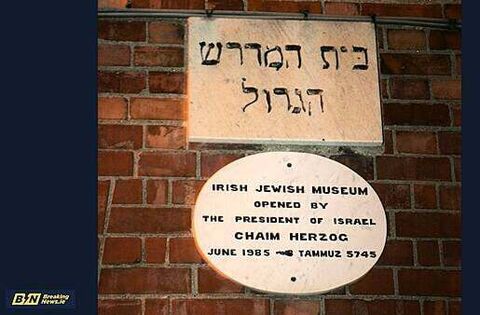 בית המדרש
הגדול
IRISH JEWISH MUSEUM
OPENED BY
THE PRESIDENT OF ISRAEL
CHAIM HERZOG
JUNE 1985 ~ TAMMUZ 5745
BN Breaking
News.ie